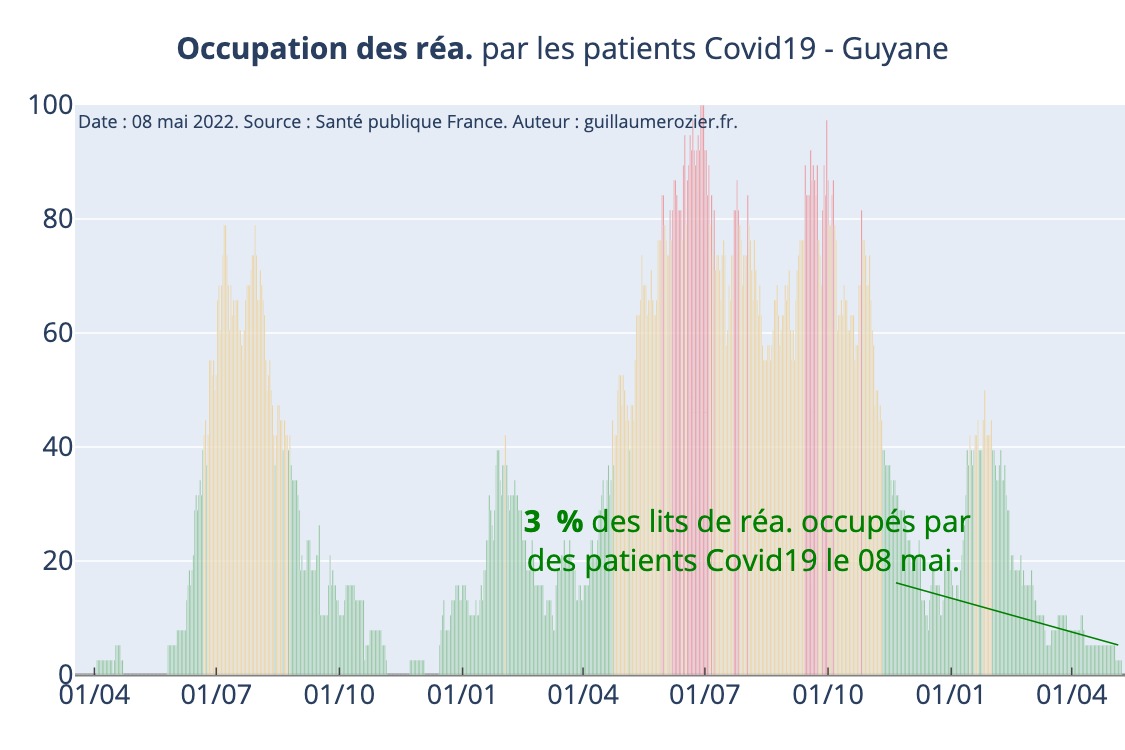 Occupation des réa. par les patients Covid19 - Guyane
100
Date : 08 mai 2022. Source : Santé publique France. Auteur : guillaumerozier.fr.
80
60
40
3 % des lits de réa. occupés par
des patients Covid19 le 08 mai.
20
0
01/04 01/07 01/10 01/01 01/04 01/07 01/10 01/01 01/04